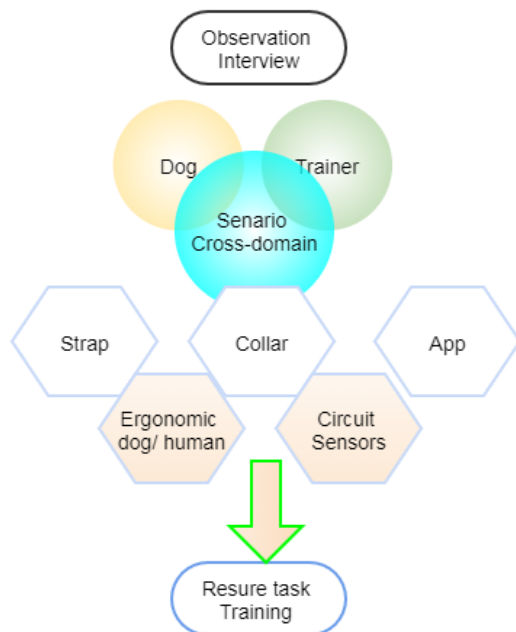 Observation
Interview
Dog
Trainer
Senario
Cross-domain
Strap
Collar
App
Ergonomic
dog/ human
Circuit
Sensors
Resure task
Training